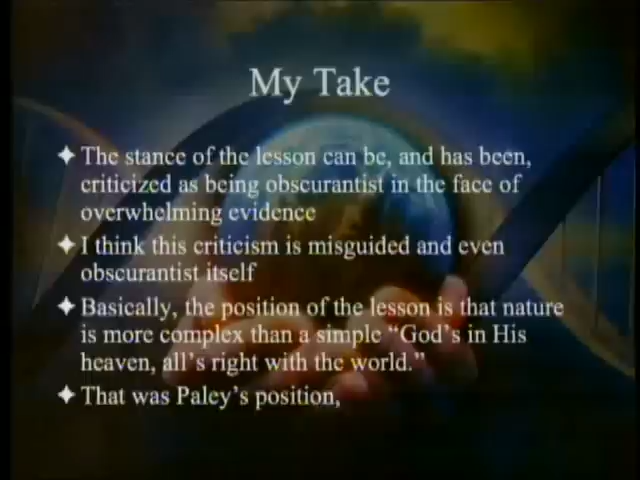 My Take
The stance of the lesson can be, and has been,
criticized as being obscurantist in the face of
overwhelming evidence
I think this criticism is misguided and even
obscurantist itself
Basically, the position of the lesson is that nature
is more complex than a simple “God’s in His
heaven, all’s right with the world.”
That was Paley’s position,